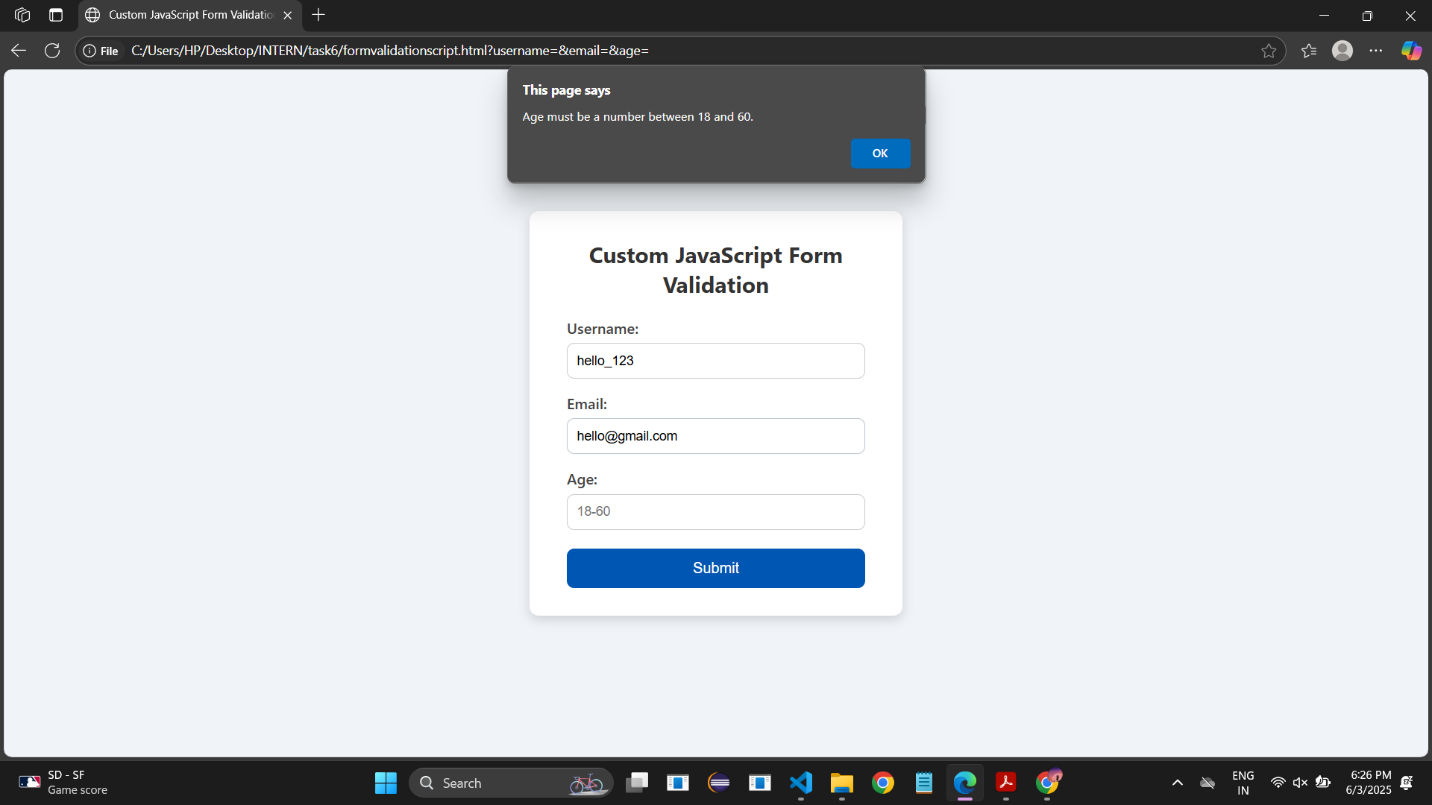 Custom JavaScript Form Validatio
File
C:/Users/HP/Desktop/INTERN/task6/formvalidationscript.html?username=&email=&age=
This page says
Age must be a number between 18 and 60.
OK
Custom JavaScript Form
Validation
Username:
hello_123
Email:
hello@gmail.com
Age:
18-60
Submit
SD - SF
Game score
Search
ENG
IN
6:26 PM
6/3/2025